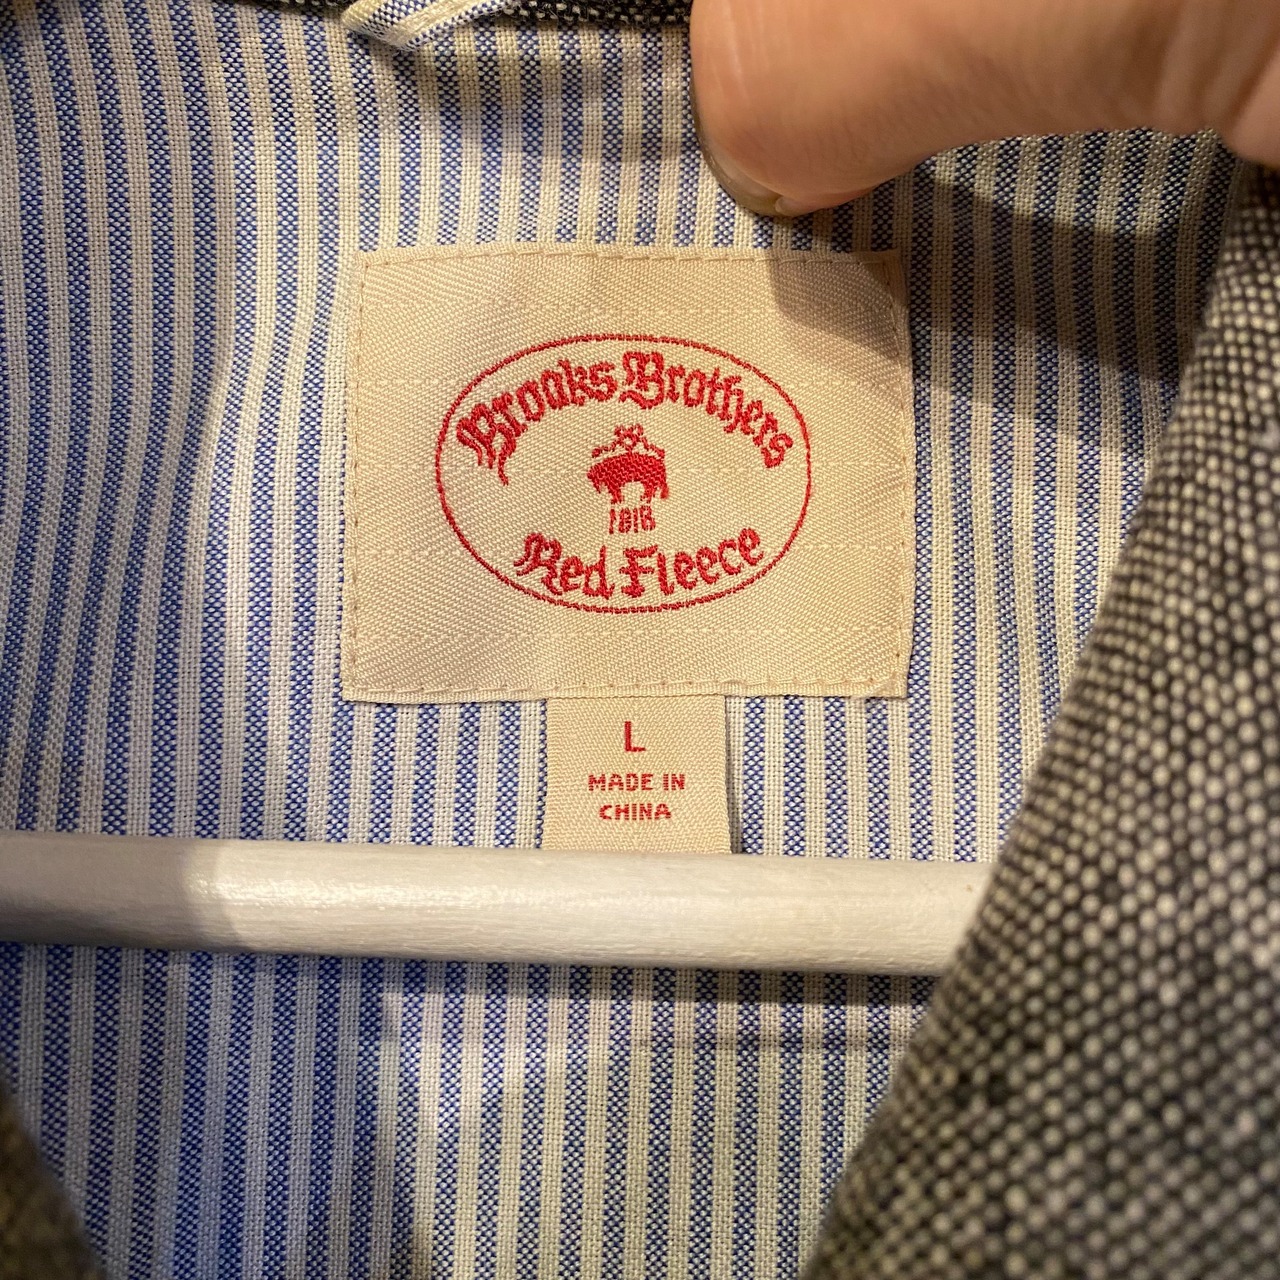 Brooks Brothers
1818
Red Fleece
L
MADE IN
CHINA